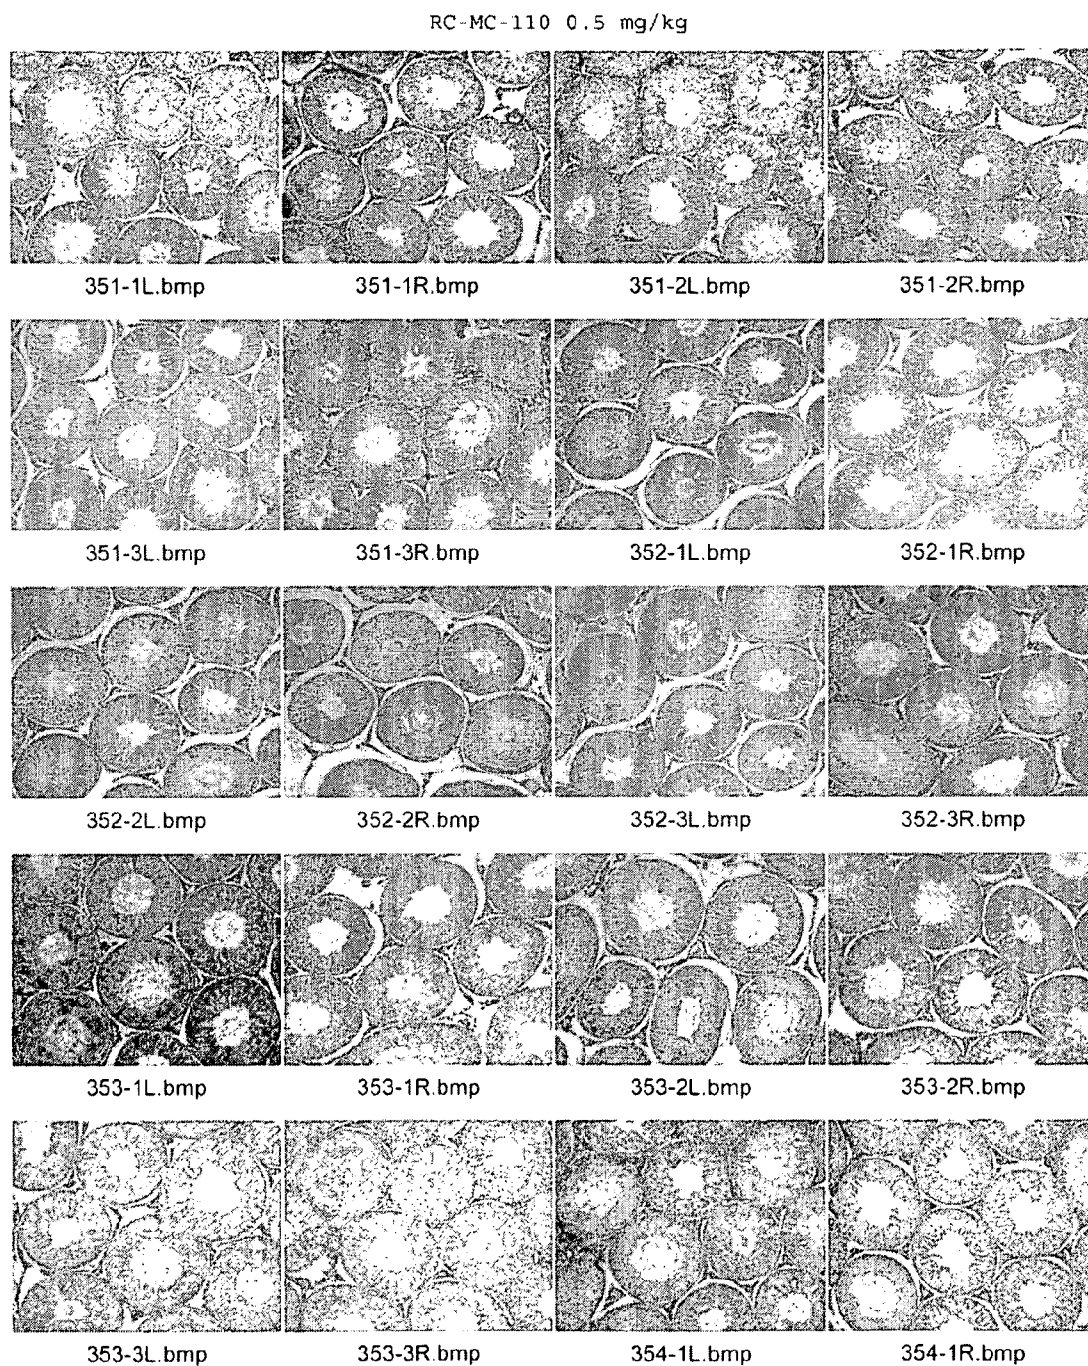 RC-MC-110 0.5 mg/kg
351-1L.bmp 351-1R.bmp 351-2L.bmp 351-2R.bmp
351-3L.bmp 351-3R.bmp 352-1L.bmp 352-1R.bmp
352-2L.bmp 352-2R.bmp 352-3L.bmp 352-3R.bmp
353-1L.bmp 353-1R.bmp 353-2L.bmp 353-2R.bmp
353-3L.bmp 353-3R.bmp 354-1L.bmp 354-1R.bmp